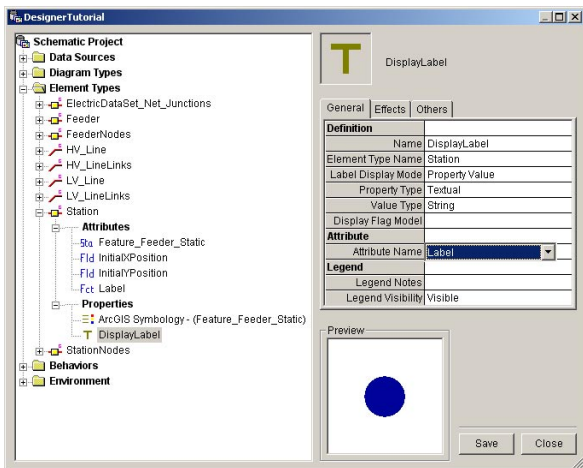 DesignerTutorial
Schematic Project
Data Sources
Diagram Types
Element Types
ElectricDataSet_Net_Junctions
Feeder
FeederNodes
HV_Line
HV_LineLinks
LV_Line
LV_LineLinks
Station
Attributes
Sta Feature_Feeder_Static
Fld InitialXPosition
Fld InitialYPosition
Fct Label
Properties
ArcGIS Symbology - (Feature_Feeder_Static)
T DisplayLabel
StationNodes
Behaviors
Environment
T DisplayLabel
General Effects Others
Definition
Name DisplayLabel
Element Type Name Station
Label Display Mode Property Value
Property Type Textual
Value Type String
Display Flag Model
Attribute
Attribute Name Label
Legend
Legend Notes
Legend Visibility Visible
Preview
Save Close